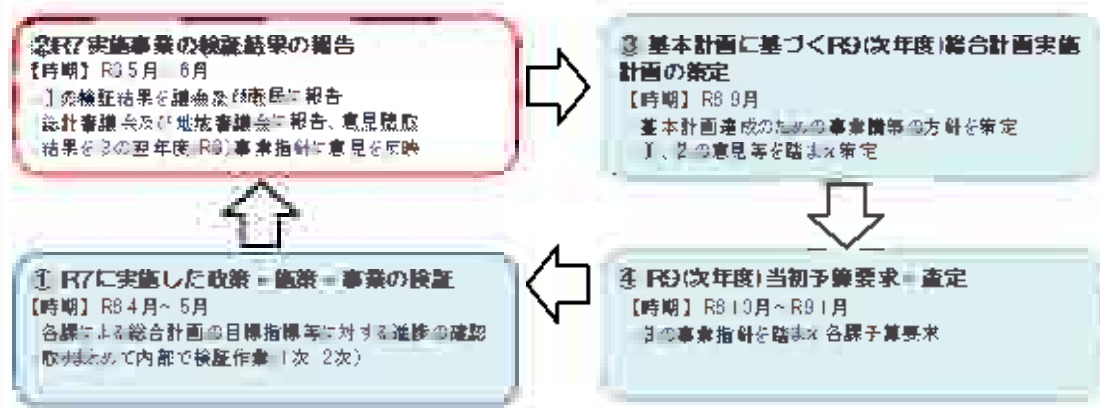 ②R7実施事業の検証結果の報告
【時期】R8 5月 6月
1の検証結果を議会及び市民に報告
総計審議会及び地域審議会に報告、意見聴取
結果を3の翌年度 R9)事業指針に意見を反映
③ 基本計画に基づくR9(次年度)総合計画実施
計画の策定
【時期】R8 9月
基本計画達成のための事業構築の方針を策定
1、2の意見等を踏まえ策定
① R7に実施した政策・施策・事業の検証
【時期】R8 4月~5月
各課による総合計画の目標指標等に対する進捗の確認
取りまとめて内部で検証作業(1次 2次)
④ R9(次年度)当初予算要求・査定
【時期】R8 10月~R9 1月
3の事業指針を踏まえ各課予算要求